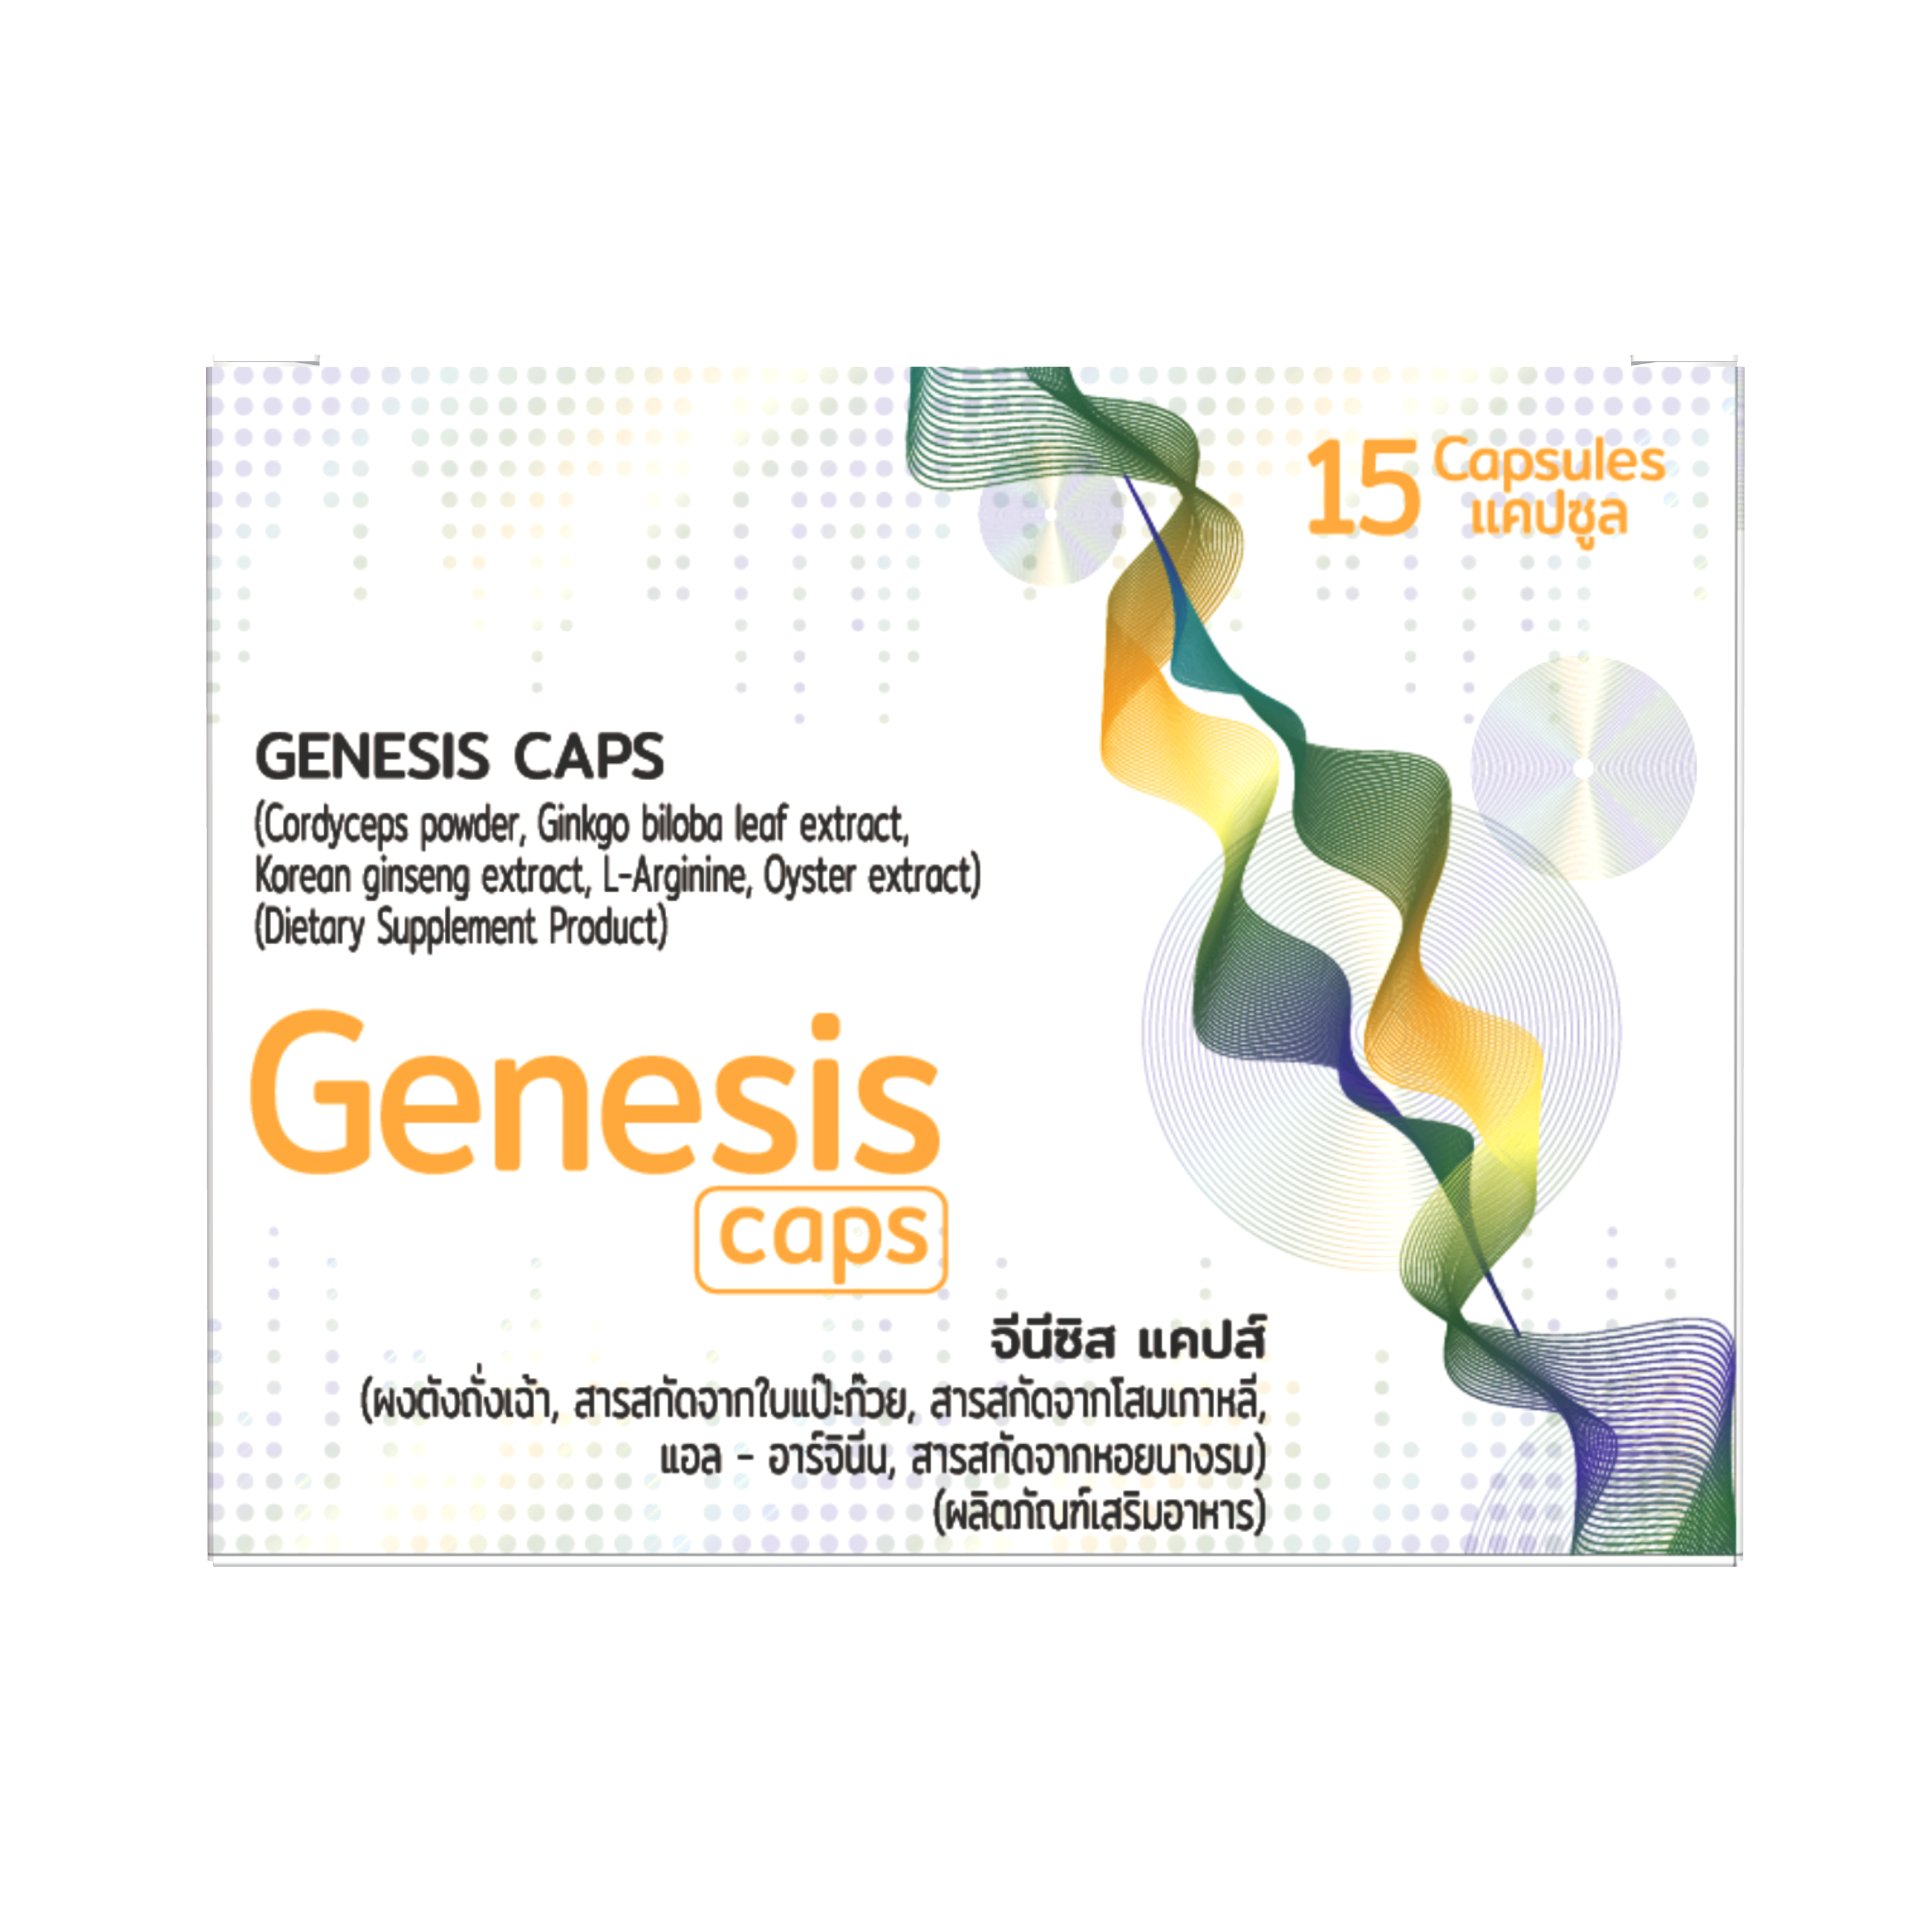 15 Capsules
แคปซูล
GENESIS CAPS
(Cordyceps powder, Ginkgo biloba leaf extract,
Korean ginseng extract, L-Arginine, Oyster extract)
(Dietary Supplement Product)
Genesis
caps
จีนีซิส แคปส์
(ผงตังถั่งเฉ้า, สารสกัดจากใบแป๊ะก๊วย, สารสกัดจากโสมเกาหลี,
แอล - อาร์จินีน, สารสกัดจากหอยนางรม)
(ผลิตภัณฑ์เสริมอาหาร)